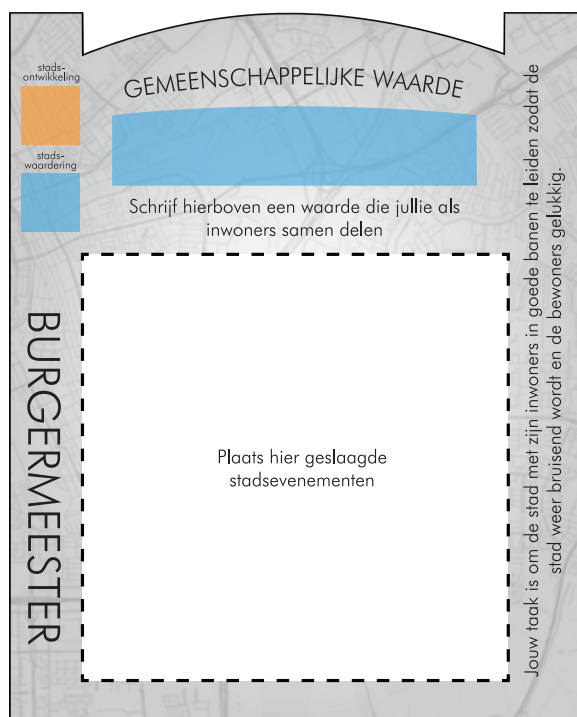 stads-
ontwikkeling
stads-
waardering
GEMEENSCHAPPELIJKE WAARDE
Schrijf hierboven een waarde die jullie als
inwoners samen delen
BURGERMEESTER
Plaats hier geslaagde
stadsevenementen
Jouw taak is om de stad met zijn inwoners in goede banen te leiden zodat de
stad weer bruisend wordt en de bewoners gelukkig.